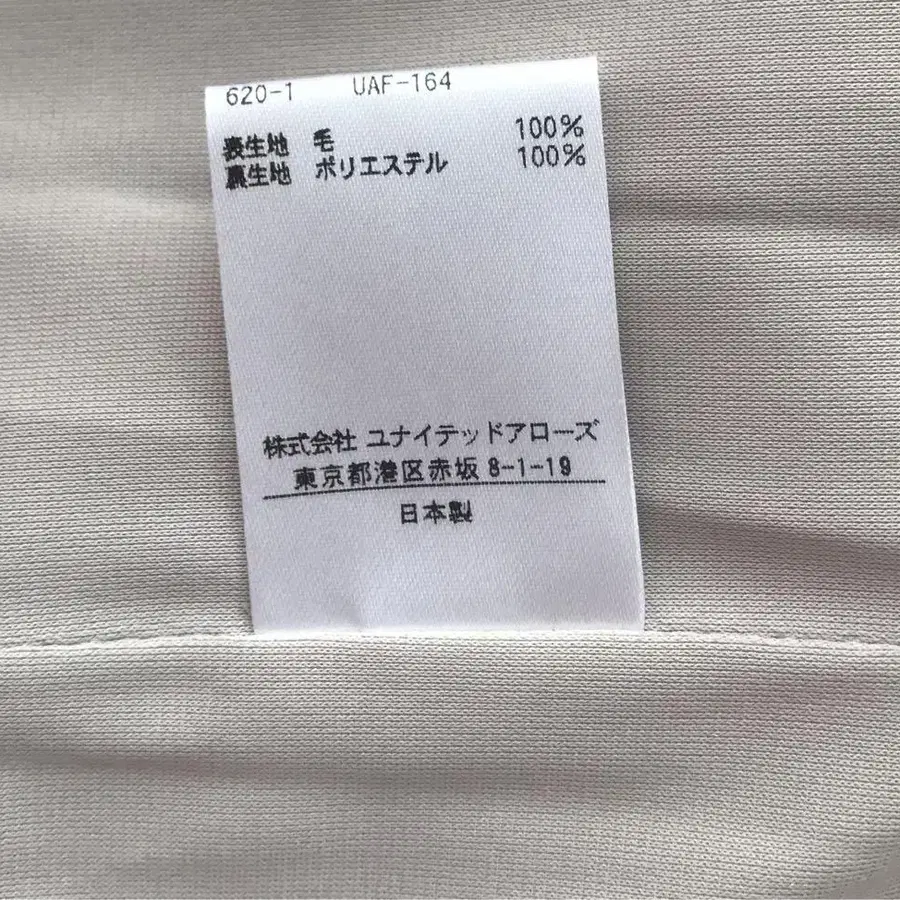 620-1 UAF-164
表生地 毛 100%
裏生地 ポリエステル 100%
株式会社 ユナイテッドアローズ
東京都港区赤坂 8-1-19
日本製